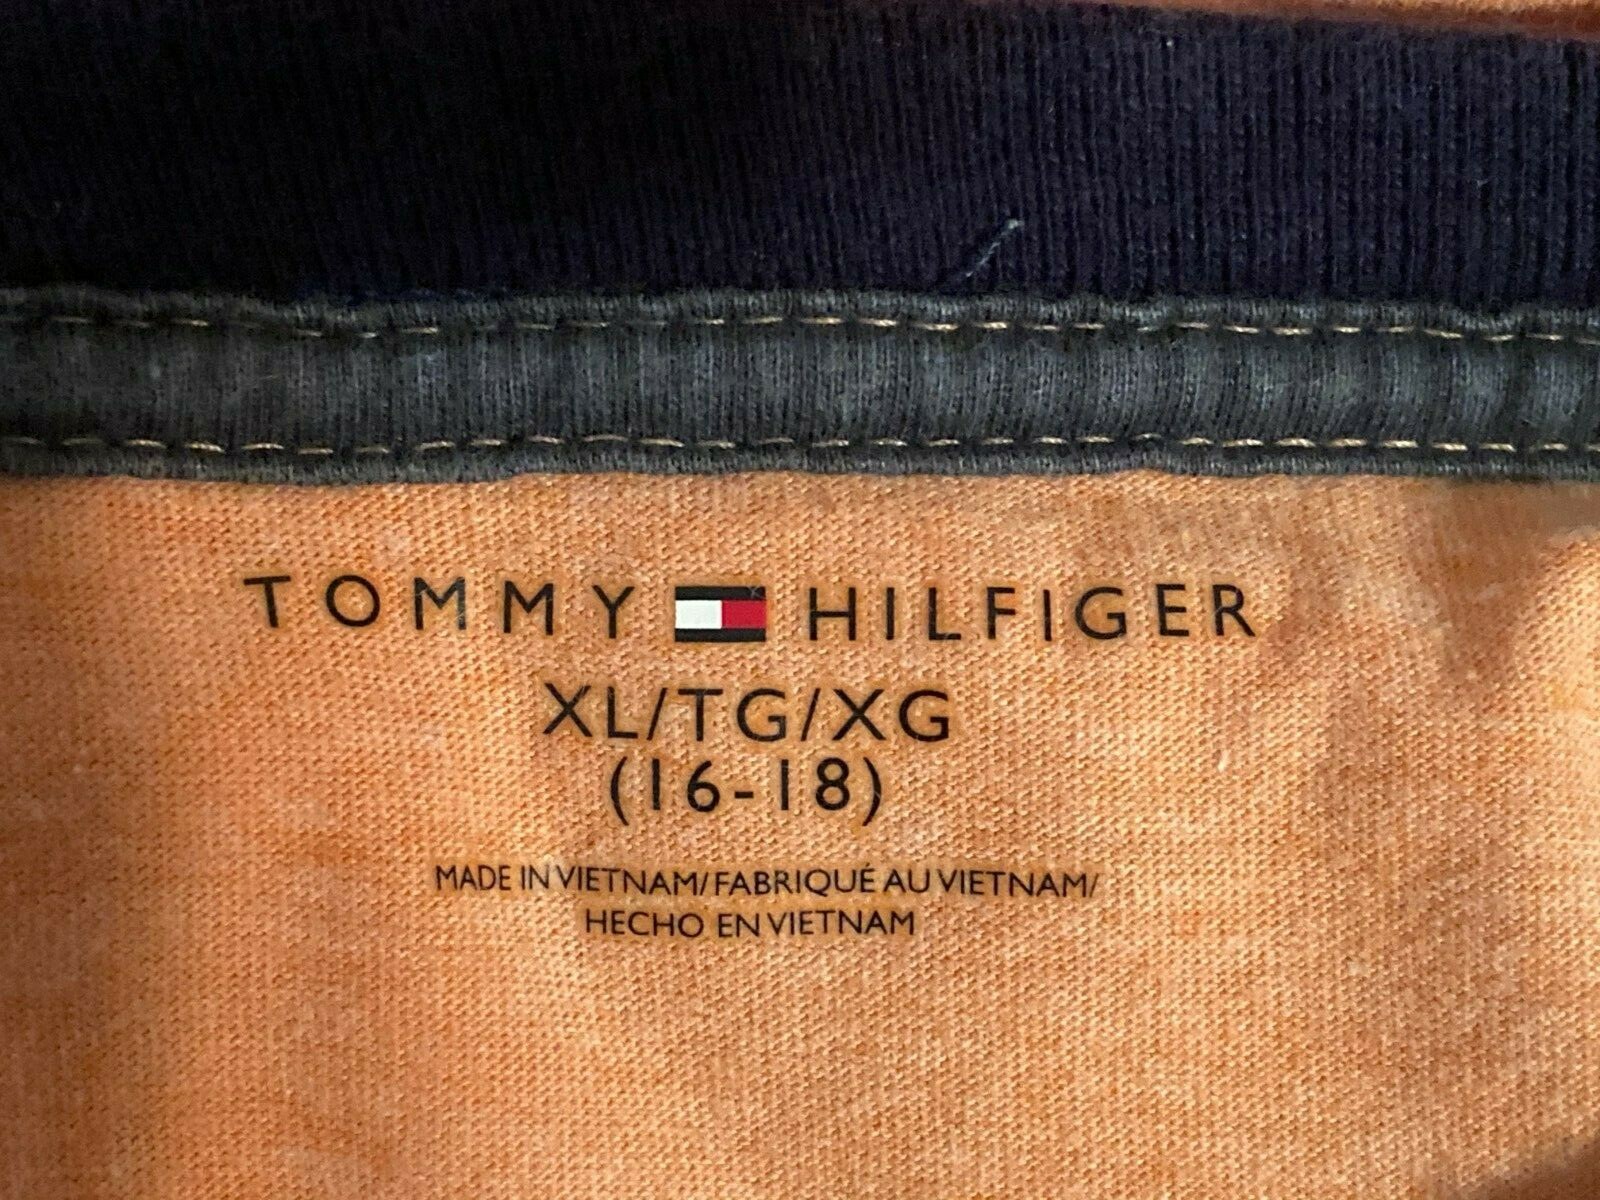 TOMMY HILFIGER
XL/TG/XG
(16-18)
MADE IN VIETNAM/FABRIQUÉ AU VIETNAM/
HECHO EN VIETNAM